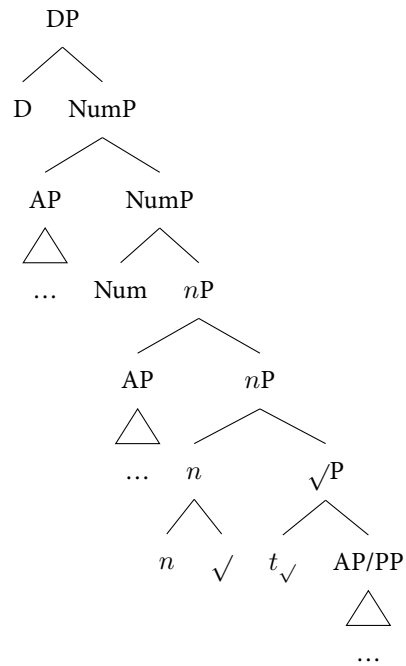 DP
D NumP
AP NumP
... Num nP
AP nP
... n √P
n √ t√ AP/PP
...